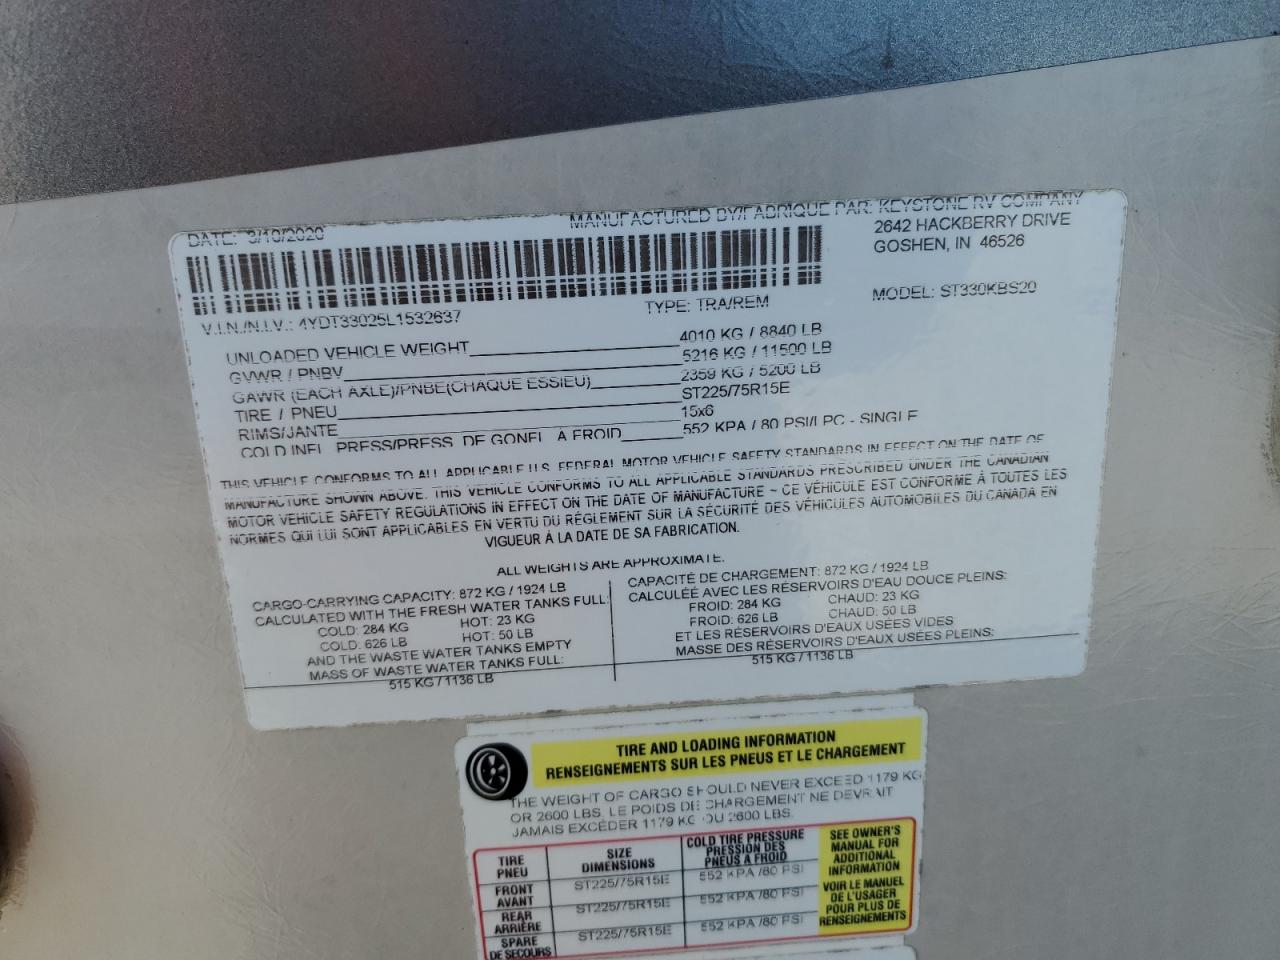 DATE: 3/10/2020
MANUFACTURED BY/FABRIQUE PAR: KEYSTONE RV COMPANY
2642 HACKBERRY DRIVE
GOSHEN, IN 46526
V.I.N./N.I.V.: 4YDT33025L1532637
TYPE: TRA/REM
MODEL: ST330KBS20
UNLOADED VEHICLE WEIGHT 4010 KG / 8840 LB
GVWR / PNBV 5216 KG / 11500 LB
GAWR (EACH AXLE)/PNBE(CHAQUE ESSIEU) 2359 KG / 5200 LB
TIRE / PNEU ST225/75R15E
RIMS/JANTE 15x6
COLD INFL. PRESS/PRESS. DE GONFL. A FROID 552 KPA / 80 PSI/LPC - SINGLE
THIS VEHICLE CONFORMS TO ALL APPLICABLE U.S. FEDERAL MOTOR VEHICLE SAFETY STANDARDS IN EFFECT ON THE DATE OF
MANUFACTURE SHOWN ABOVE. THIS VEHICLE CONFORMS TO ALL APPLICABLE STANDARDS PRESCRIBED UNDER THE CANADIAN
MOTOR VEHICLE SAFETY REGULATIONS IN EFFECT ON THE DATE OF MANUFACTURE ~ CE VÉHICULE EST CONFORME À TOUTES LES
NORMES QUI LUI SONT APPLICABLES EN VERTU DU RÉGLEMENT SUR LA SÉCURITÉ DES VÉHICULES AUTOMOBILES DU CANADA EN
VIGUEUR À LA DATE DE SA FABRICATION.
ALL WEIGHTS ARE APPROXIMATE.
CARGO-CARRYING CAPACITY: 872 KG / 1924 LB
CALCULATED WITH THE FRESH WATER TANKS FULL:
COLD: 284 KG HOT: 23 KG
COLD: 626 LB HOT: 50 LB
AND THE WASTE WATER TANKS EMPTY
MASS OF WASTE WATER TANKS FULL:
515 KG / 1136 LB
CAPACITÉ DE CHARGEMENT: 872 KG / 1924 LB
CALCULÉE AVEC LES RÉSERVOIRS D'EAU DOUCE PLEINS:
FROID: 284 KG CHAUD: 23 KG
FROID: 626 LB CHAUD: 50 LB
ET LES RÉSERVOIRS D'EAUX USÉES VIDES
MASSE DES RÉSERVOIRS D'EAUX USÉES PLEINS:
515 KG / 1136 LB
TIRE AND LOADING INFORMATION
RENSEIGNEMENTS SUR LES PNEUS ET LE CHARGEMENT
THE WEIGHT OF CARGO SHOULD NEVER EXCEED 1179 KG
OR 2600 LBS. LE POIDS DE CHARGEMENT NE DEVRAIT
JAMAIS EXCÉDER 1179 KG OU 2600 LBS.
TIRE
PNEU
SIZE
DIMENSIONS
COLD TIRE PRESSURE
PRESSION DES
PNEUS A FROID
FRONT
AVANT
ST225/75R15E
552 KPA /80 PSI
REAR
ARRIÈRE
ST225/75R15E
552 KPA /80 PSI
SPARE
DE SECOURS
ST225/75R15E
552 KPA /80 PSI
SEE OWNER'S
MANUAL FOR
ADDITIONAL
INFORMATION
VOIR LE MANUEL
DE L'USAGER
POUR PLUS DE
RENSEIGNEMENTS